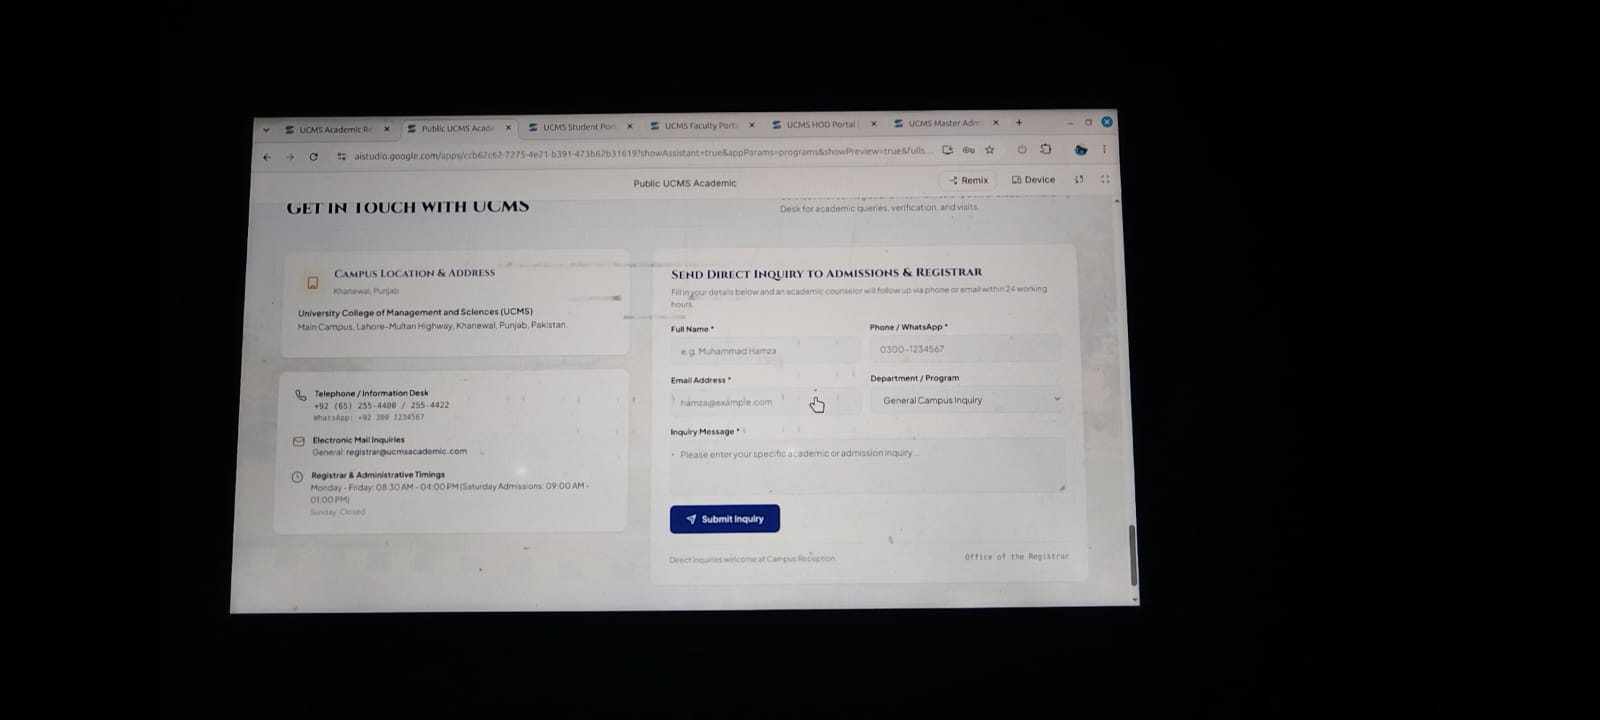 UCMS Academic Re
Public UCMS Acade
UCMS Student Port
UCMS Faculty Porta
UCMS HOD Portal
UCMS Master Adm
aistudio.google.com/apps/ccb62c62-7275-4e21-b391-473b62b31619?showAssistant=true&appParams=programs&showPreview=true&fulls...
Public UCMS Academic
Remix
Device
GET IN TOUCH WITH UCMS
Desk for academic queries, verification, and visits.
CAMPUS LOCATION & ADDRESS
Khanewal, Punjab
University College of Management and Sciences (UCMS)
Main Campus, Lahore-Multan Highway, Khanewal, Punjab, Pakistan.
Telephone / Information Desk
+92 (65) 255-4400 / 255-4422
WhatsApp: +92 300 1234567
Electronic Mail Inquiries
General: registrar@ucmsacademic.com
Registrar & Administrative Timings
Monday - Friday: 08:30 AM - 04:00 PM (Saturday Admissions: 09:00 AM -
01:00 PM)
Sunday: Closed
SEND DIRECT INQUIRY TO ADMISSIONS & REGISTRAR
Fill in your details below and an academic counselor will follow up via phone or email within 24 working
hours.
Full Name *
Phone / WhatsApp *
e.g. Muhammad Hamza
0300-1234567
Email Address *
Department / Program
hamza@example.com
General Campus Inquiry
Inquiry Message *
Please enter your specific academic or admission inquiry...
Submit Inquiry
Direct inquiries welcome at Campus Reception.
Office of the Registrar